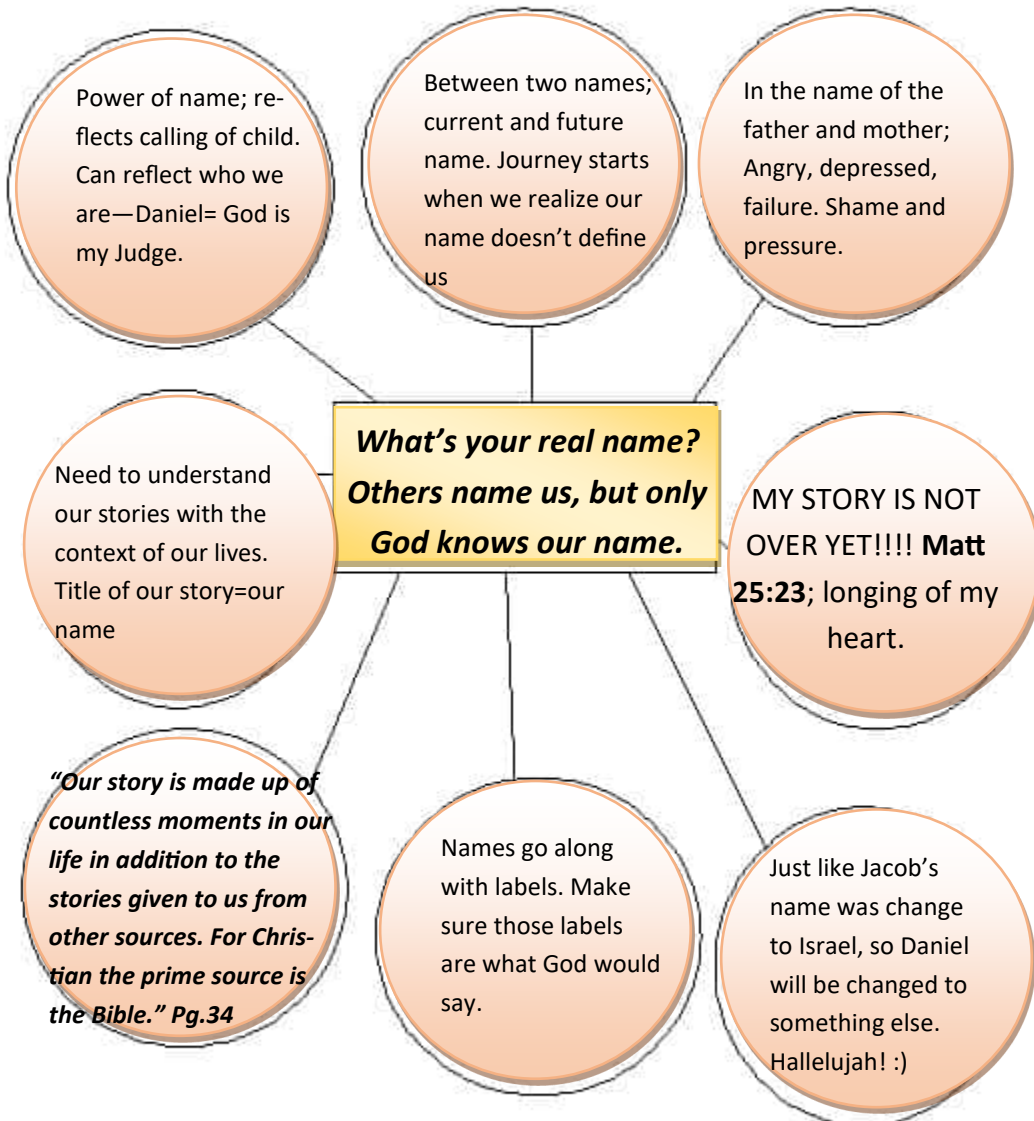 Power of name; re-
flects calling of child.
Can reflect who we
are—Daniel= God is
my Judge.
Between two names;
current and future
name. Journey starts
when we realize our
name doesn’t define
us
In the name of the
father and mother;
Angry, depressed,
failure. Shame and
pressure.
What’s your real name?
Others name us, but only
God knows our name.
Need to understand
our stories with the
context of our lives.
Title of our story=our
name
MY STORY IS NOT
OVER YET!!!! Matt
25:23; longing of my
heart.
“Our story is made up of
countless moments in our
life in addition to the
stories given to us from
other sources. For Chris-
tian the prime source is
the Bible.” Pg.34
Names go along
with labels. Make
sure those labels
are what God would
say.
Just like Jacob’s
name was change
to Israel, so Daniel
will be changed to
something else.
Hallelujah! :)